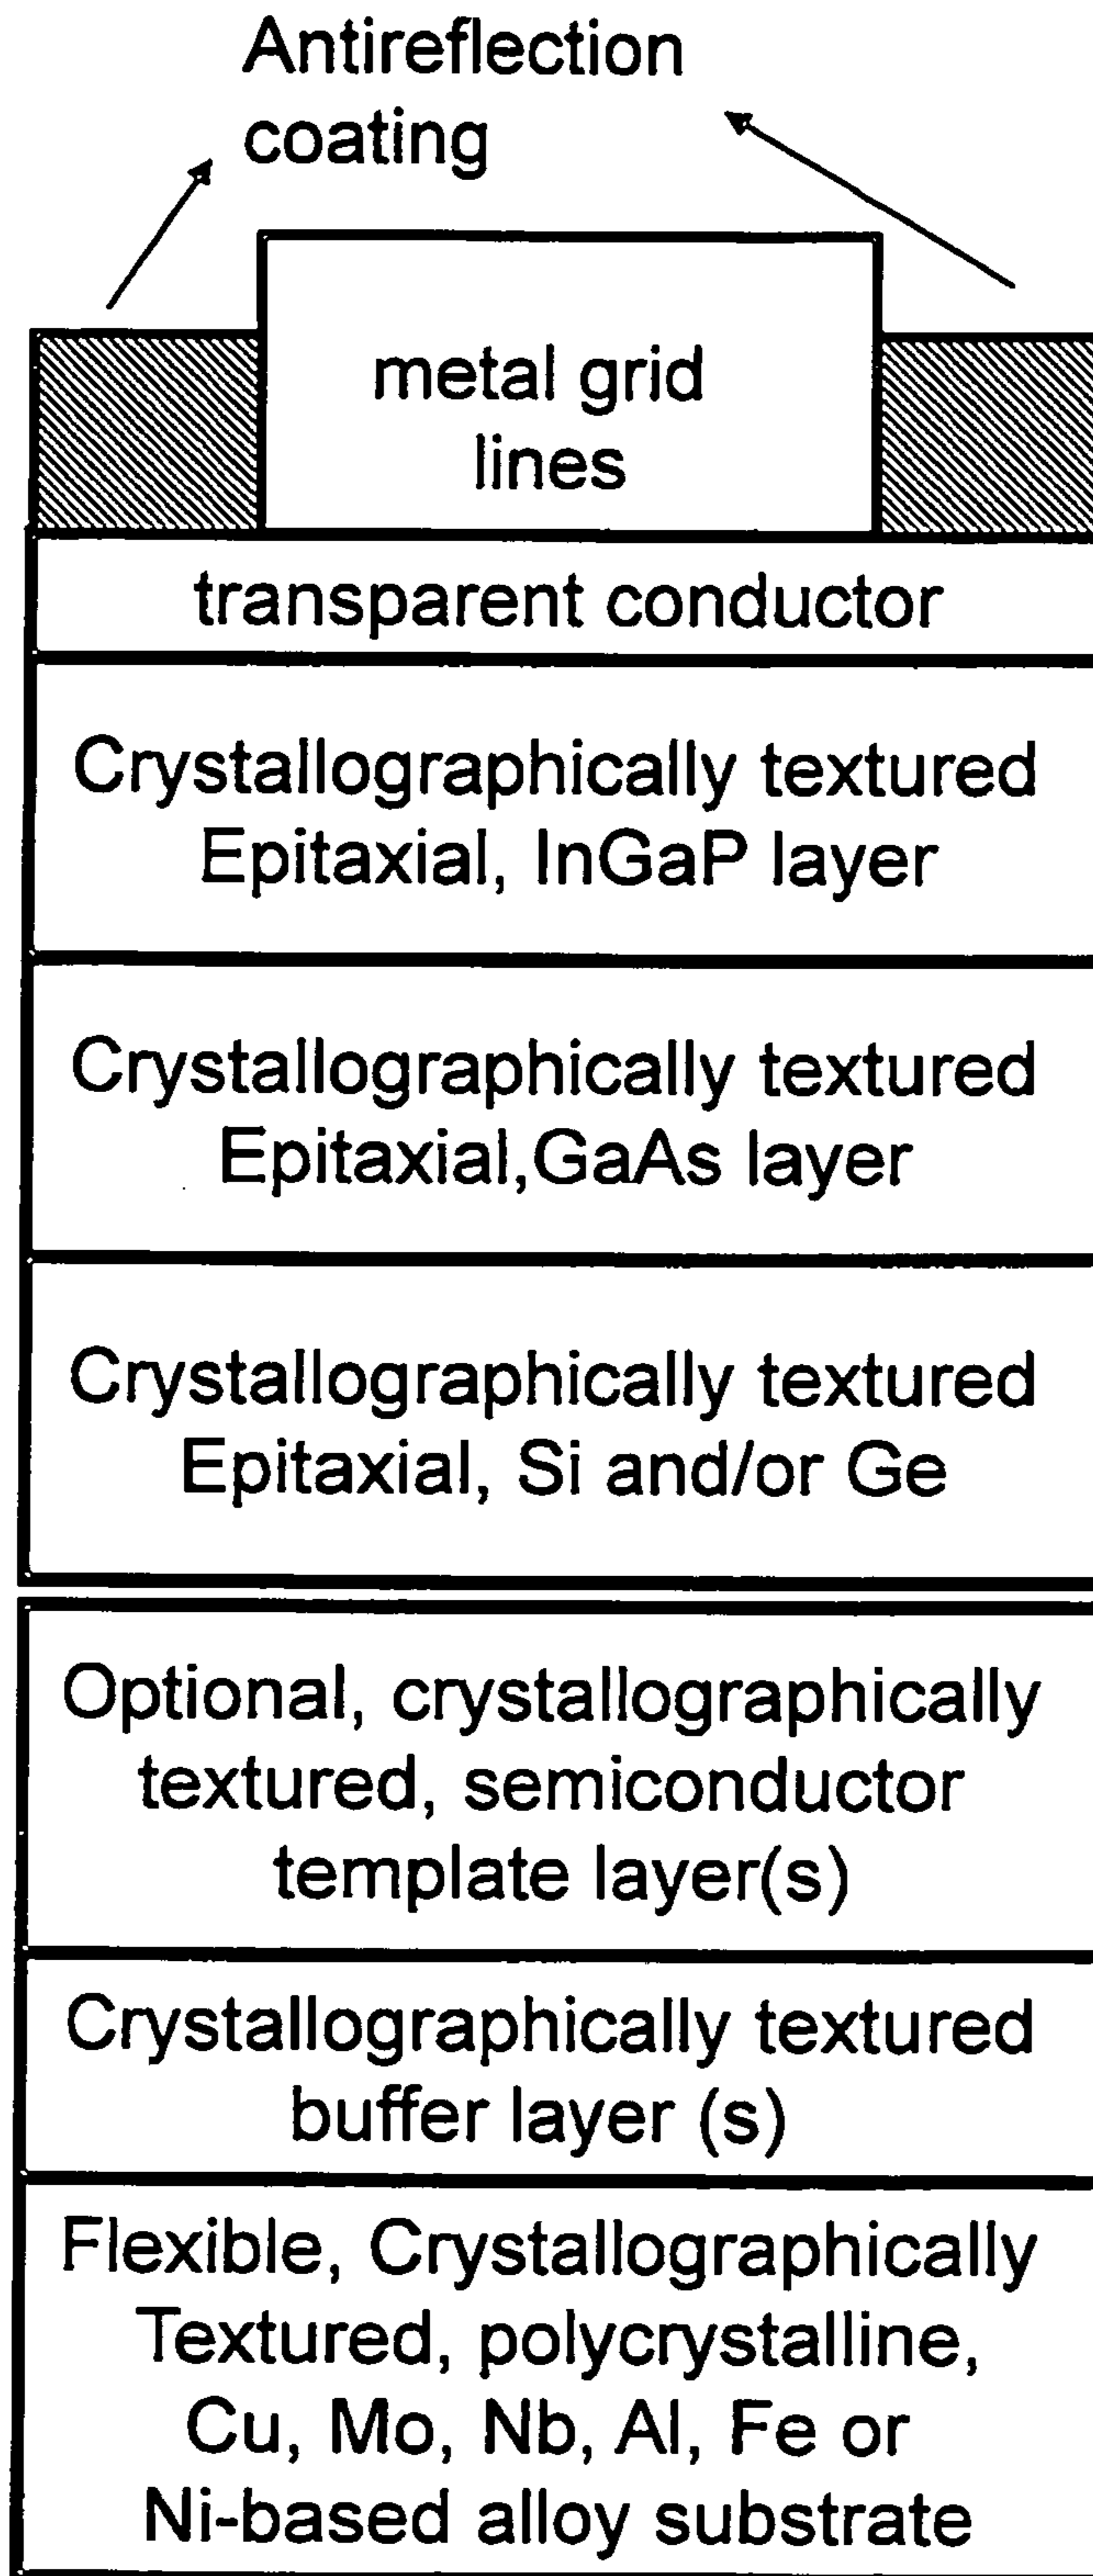 Antireflection
coating
metal grid
lines
transparent conductor
Crystallographically textured
Epitaxial, InGaP layer
Crystallographically textured
Epitaxial,GaAs layer
Crystallographically textured
Epitaxial, Si and/or Ge
Optional, crystallographically
textured, semiconductor
template layer(s)
Crystallographically textured
buffer layer (s)
Flexible, Crystallographically
Textured, polycrystalline,
Cu, Mo, Nb, Al, Fe or
Ni-based alloy substrate